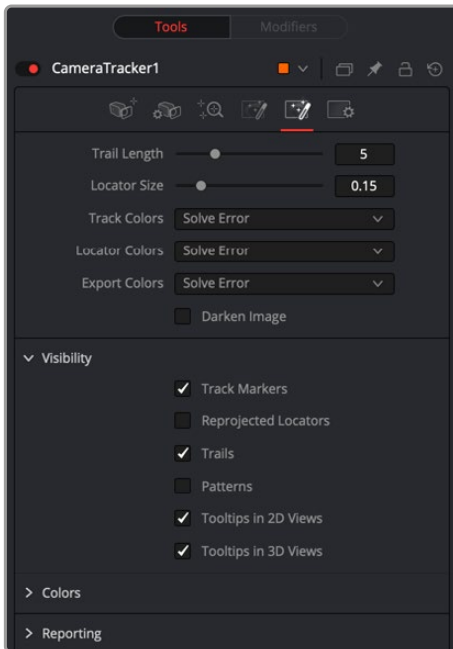 Tools Modifiers
CameraTracker1
Trail Length 5
Locator Size 0.15
Track Colors Solve Error
Locator Colors Solve Error
Export Colors Solve Error
Darken Image
Visibility
Track Markers
Reprojected Locators
Trails
Patterns
Tooltips in 2D Views
Tooltips in 3D Views
Colors
Reporting